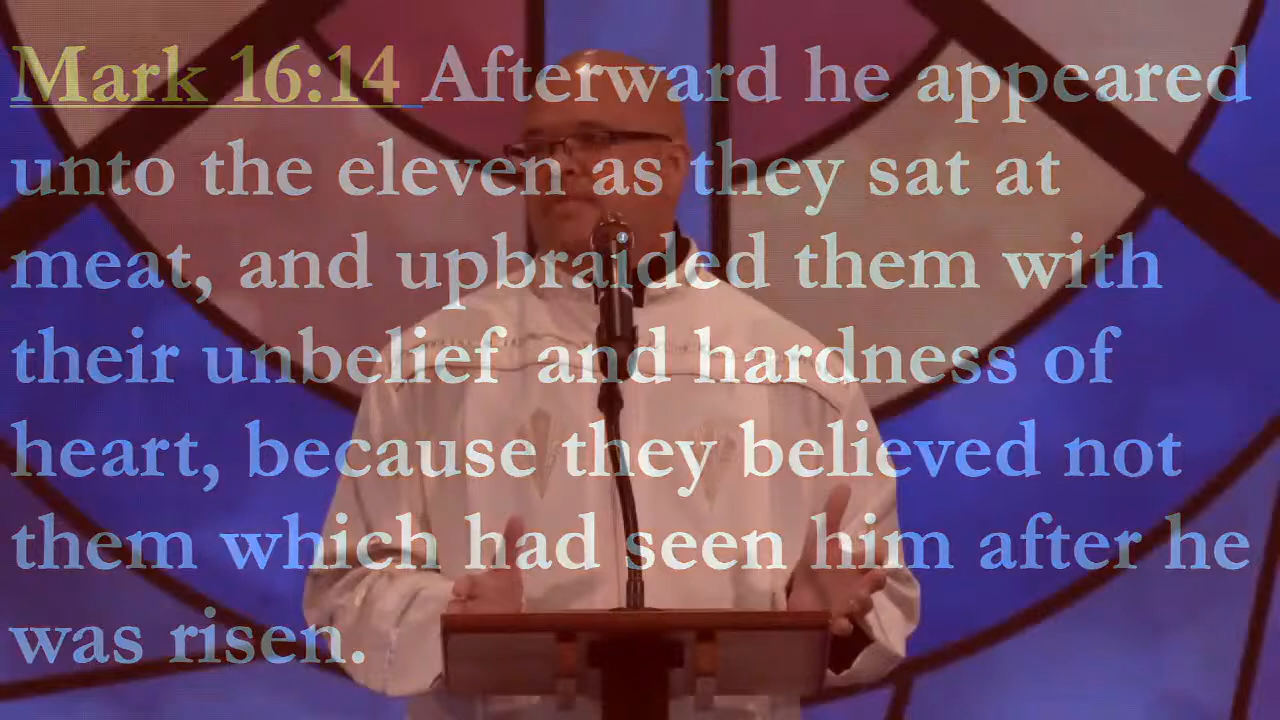 Mark 16:14 Afterward he appeared
unto the eleven as they sat at
meat, and upbraided them with
their unbelief and hardness of
heart, because they believed not
them which had seen him after he
was risen.